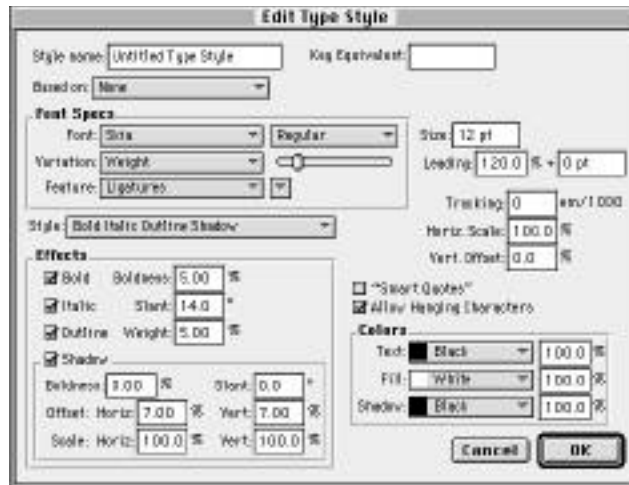 Edit Type Style
Style name: Untitled Type Style Key Equivalent:
Based on: None
Font Specs
Font: Skia Regular Size: 12 pt
Variation: Weight Leading: 120.0 % + 0 pt
Feature: Ligatures
Tracking: 0 em/1000
Style: Bold Italic Outline Shadow Horiz. Scale: 100.0 %
Vert. Offset: 0.0 %
Effects
Bold Boldness: 5.00 %
"Smart Quotes"
Italic Slant: 14.0 °
Allow Hanging Characters
Outline Weight: 5.00 %
Colors
Shadow
Text: Black 100.0 %
Boldness: % Slant: 0.0 °
Fill: White 100.0 %
Offset: Horiz: 7.00 % Vert: 7.00 %
Shadow: Black 100.0 %
Scale: Horiz: 100.0 % Vert: 100.0 %
Cancel OK